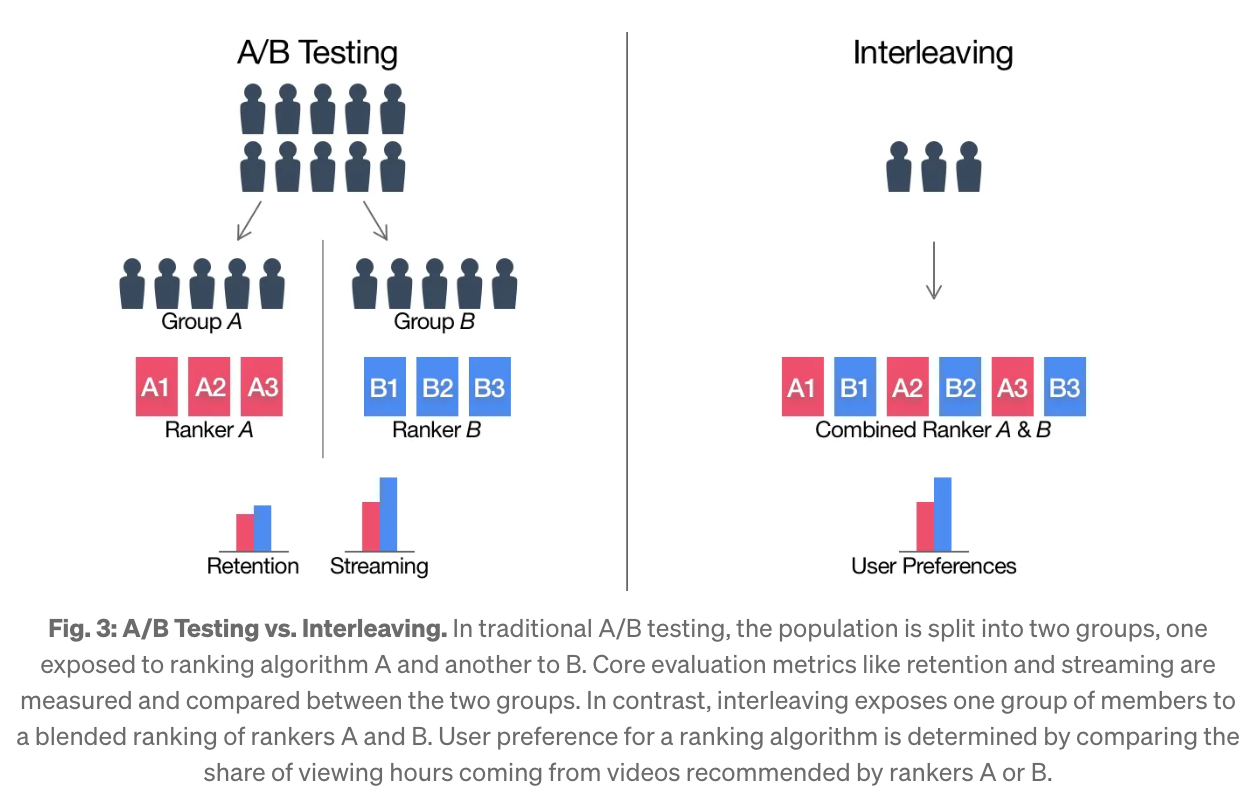 A/B Testing
Interleaving
Group A
Group B
A1 A2 A3
B1 B2 B3
A1 B1 A2 B2 A3 B3
Ranker A
Ranker B
Combined Ranker A & B
Retention
Streaming
User Preferences
Fig. 3: A/B Testing vs. Interleaving. In traditional A/B testing, the population is split into two groups, one
exposed to ranking algorithm A and another to B. Core evaluation metrics like retention and streaming are
measured and compared between the two groups. In contrast, interleaving exposes one group of members to
a blended ranking of rankers A and B. User preference for a ranking algorithm is determined by comparing the
share of viewing hours coming from videos recommended by rankers A or B.